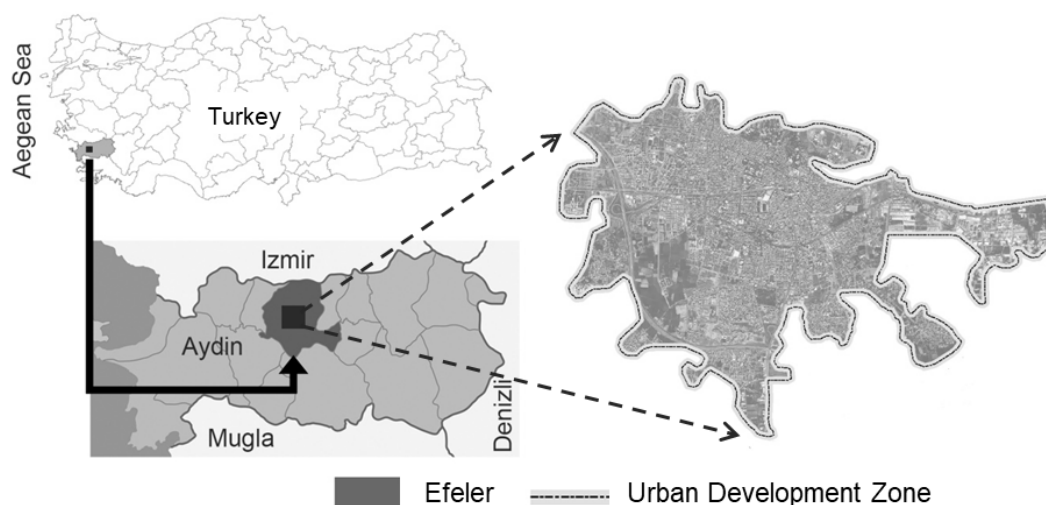 Aegean Sea
Turkey
Izmir
Aydin
Mugla
Denizli
Efeler
Urban Development Zone